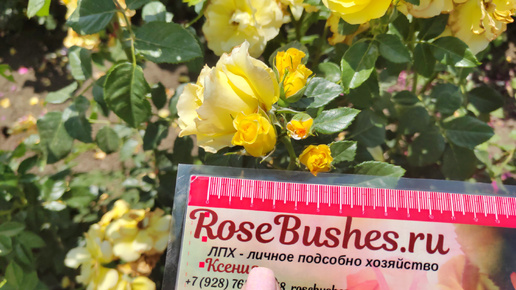 RoseBushes.ru
ЛПХ - личное подсобно хозяйство
+7 (928)